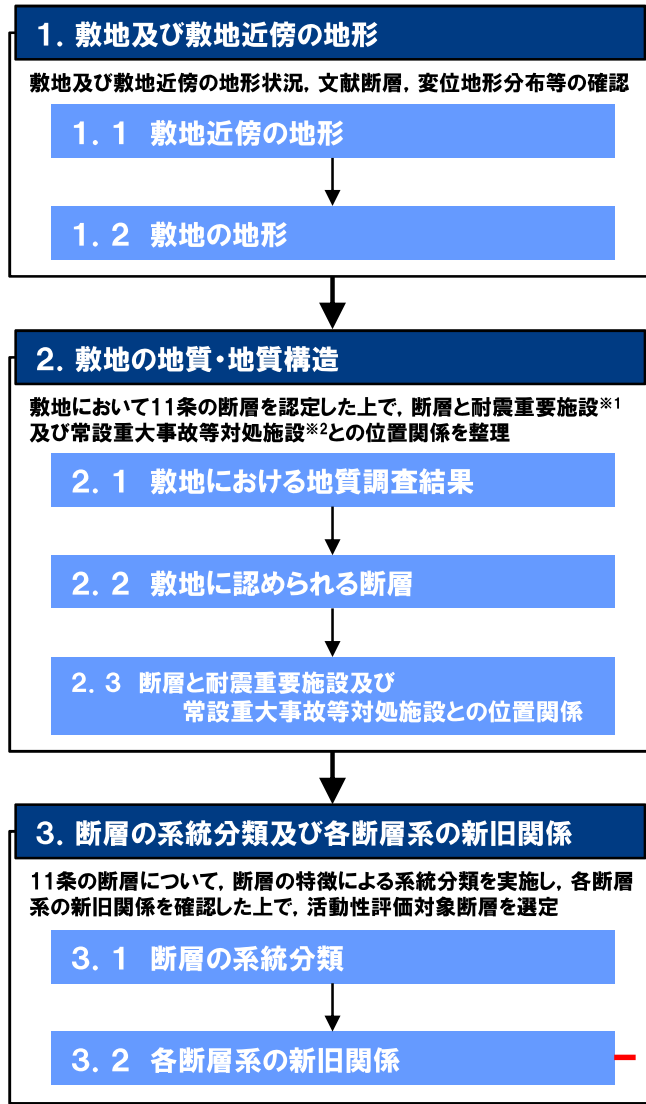 1. 敷地及び敷地近傍の地形
敷地及び敷地近傍の地形状況, 文献断層, 変位地形分布等の確認
1. 1 敷地近傍の地形
1. 2 敷地の地形
2. 敷地の地質・地質構造
敷地において11条の断層を認定した上で, 断層と耐震重要施設※1
及び常設重大事故等対処施設※2との位置関係を整理
2. 1 敷地における地質調査結果
2. 2 敷地に認められる断層
2. 3 断層と耐震重要施設及び
常設重大事故等対処施設との位置関係
3. 断層の系統分類及び各断層系の新旧関係
11条の断層について, 断層の特徴による系統分類を実施し, 各断層
系の新旧関係を確認した上で, 活動性評価対象断層を選定
3. 1 断層の系統分類
3. 2 各断層系の新旧関係